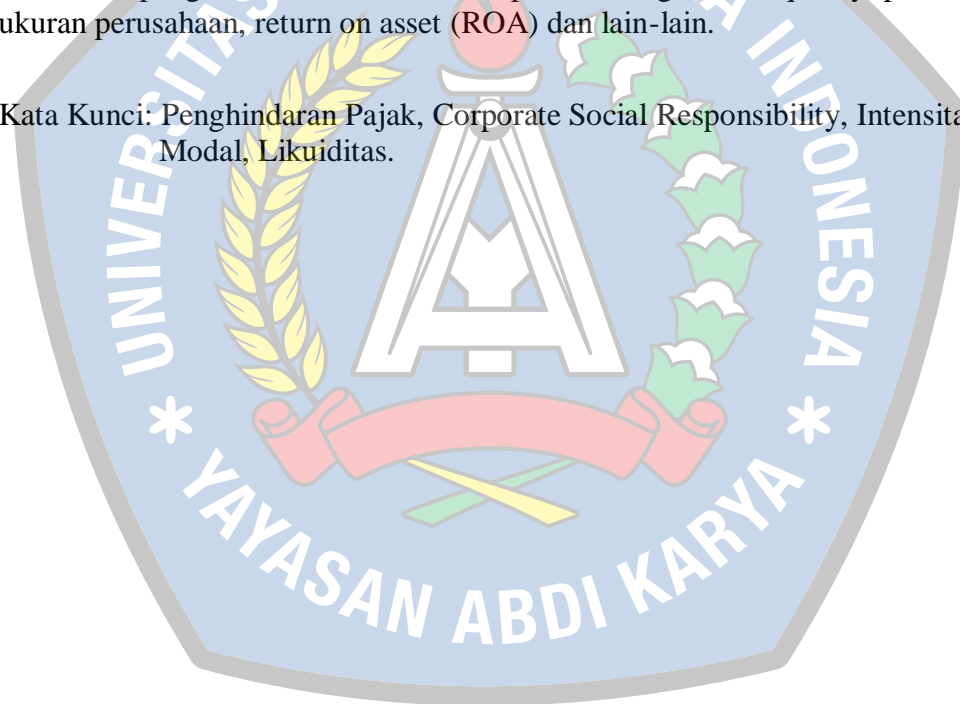 ukuran perusahaan, return on asset (ROA) dan lain-lain.
Kata Kunci: Penghindaran Pajak, Corporate Social Responsibility, Intensita
Modal, Likuiditas.
UNIVERSITAS
A INDONESIA
YAYASAN ABDI KARYA